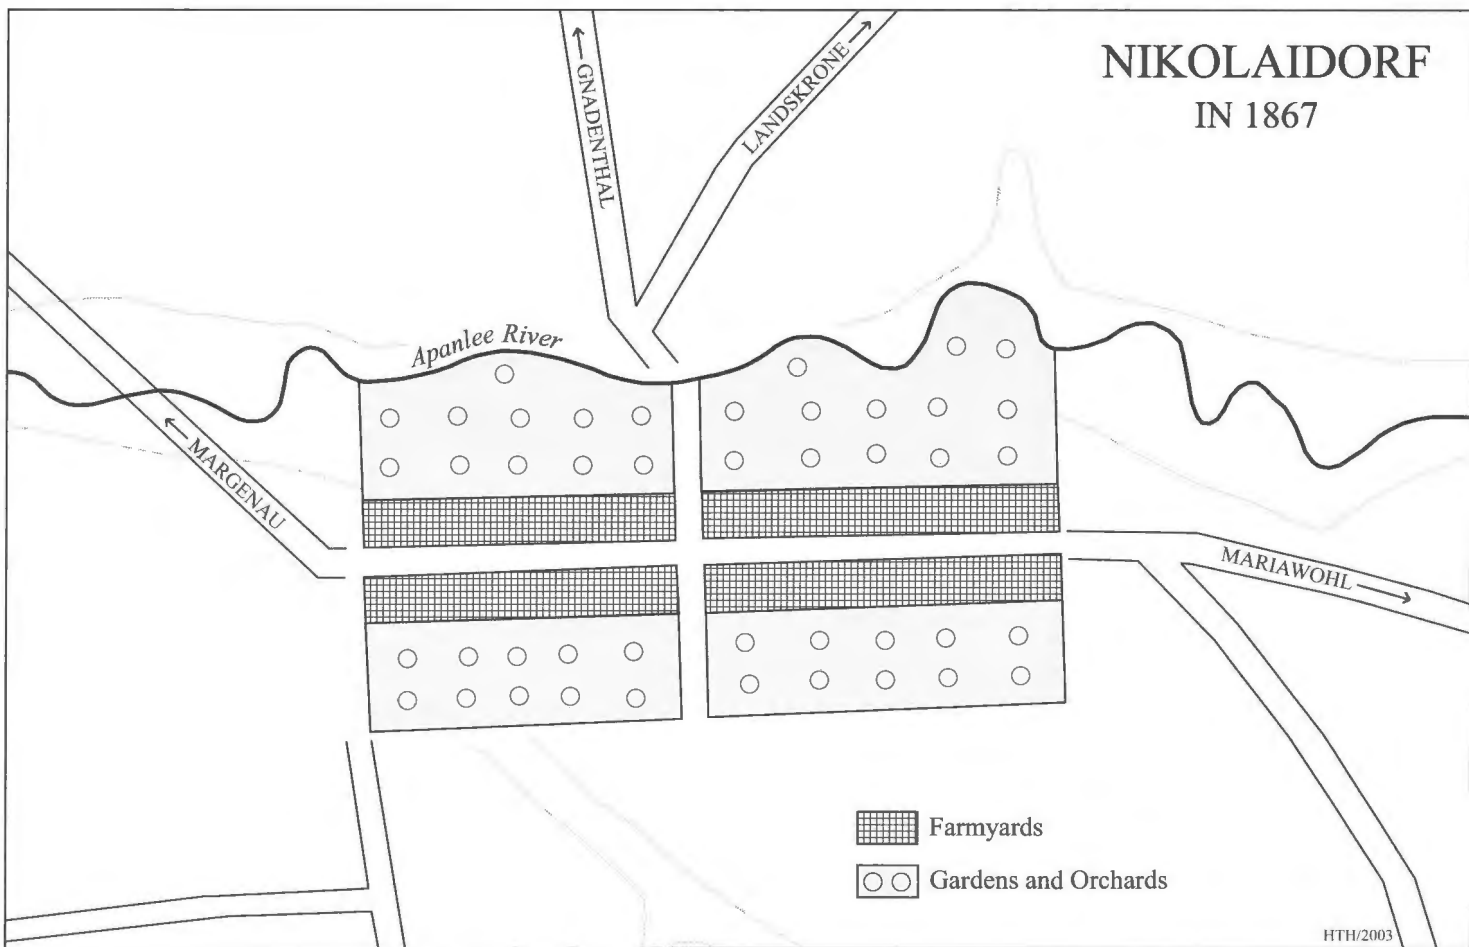 NIKOLAIDORF
IN 1867
GNADENTHAL
LANDSKRONE
Apanlee River
MARGENAU
MARIAWOHL
Farmyards
Gardens and Orchards
HTH/2003